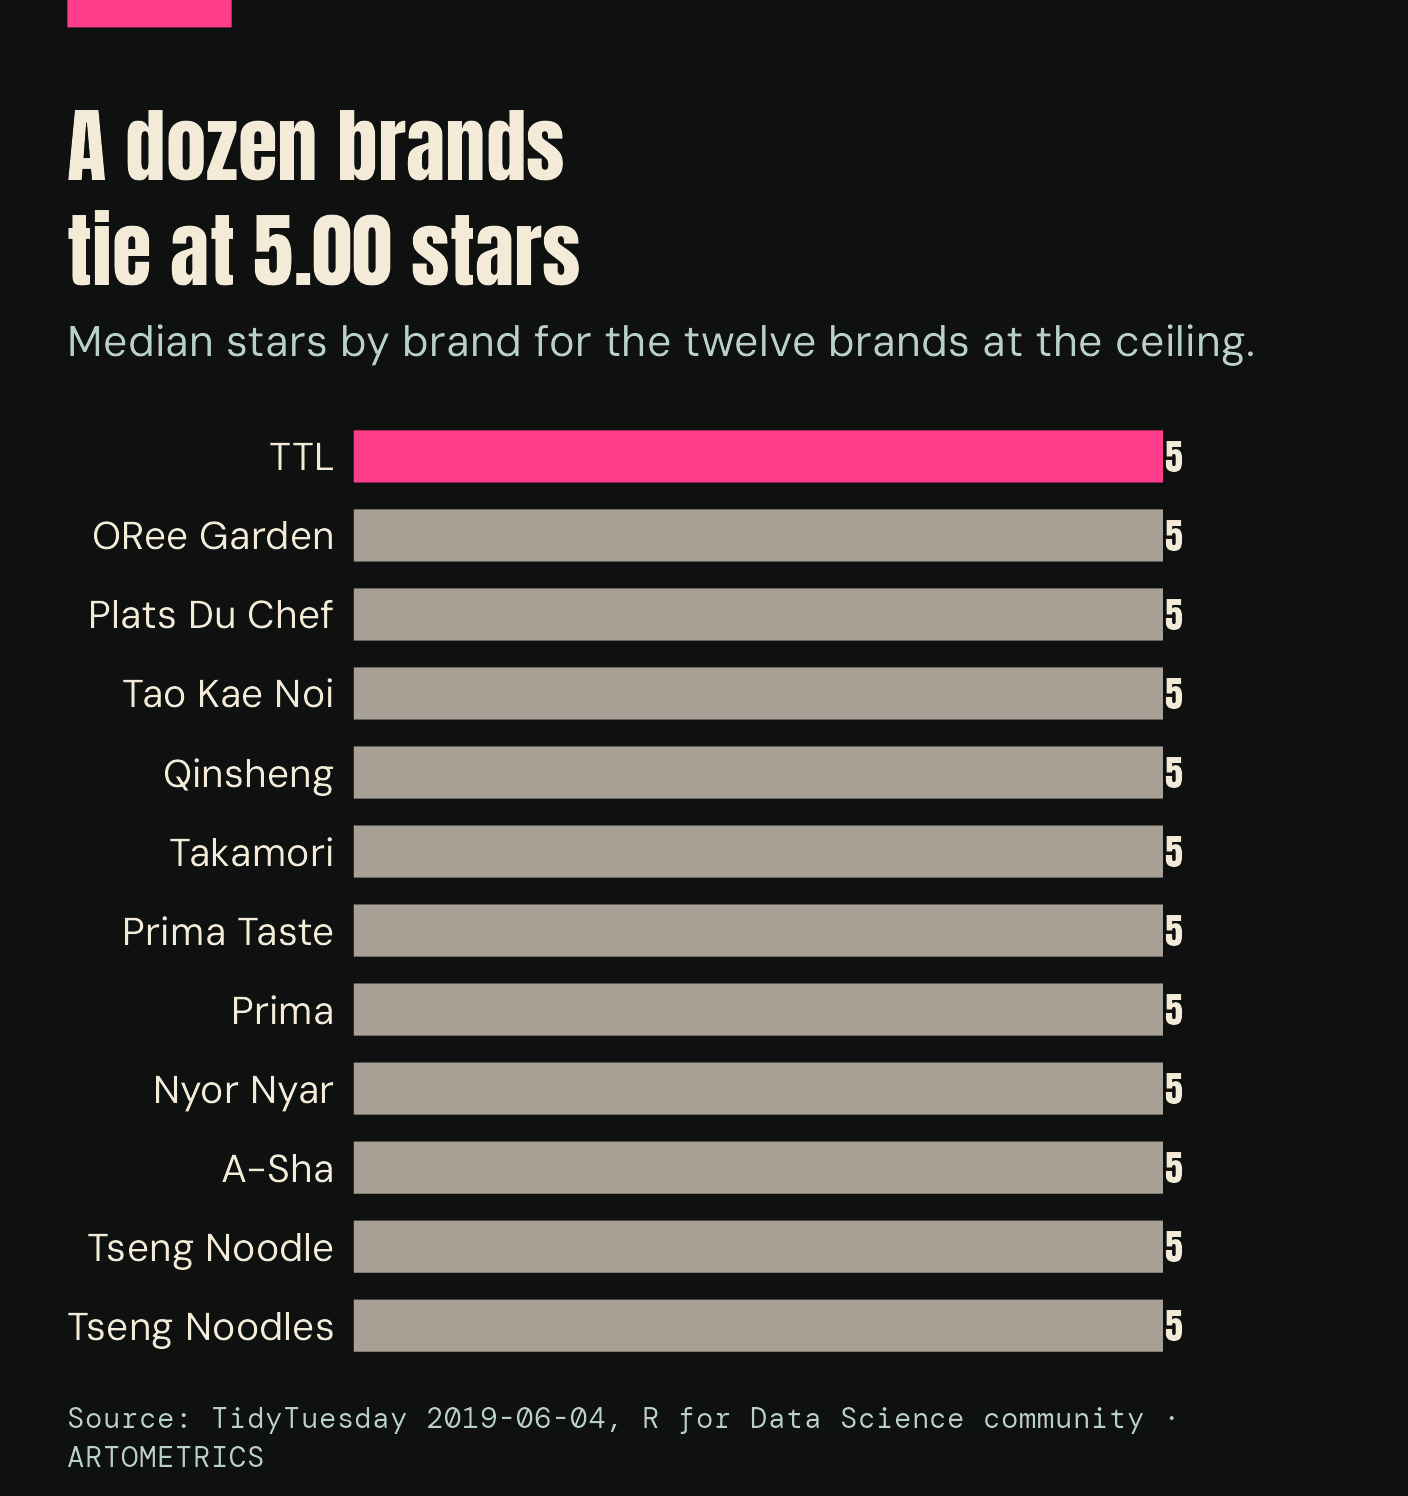 A dozen brands
tie at 5.00 stars
Median stars by brand for the twelve brands at the ceiling.
TTL 5
ORee Garden 5
Plats Du Chef 5
Tao Kae Noi 5
Qinsheng 5
Takamori 5
Prima Taste 5
Prima 5
Nyor Nyar 5
A-Sha 5
Tseng Noodle 5
Tseng Noodles 5
Source: TidyTuesday 2019-06-04, R for Data Science community ·
ARTOMETRICS